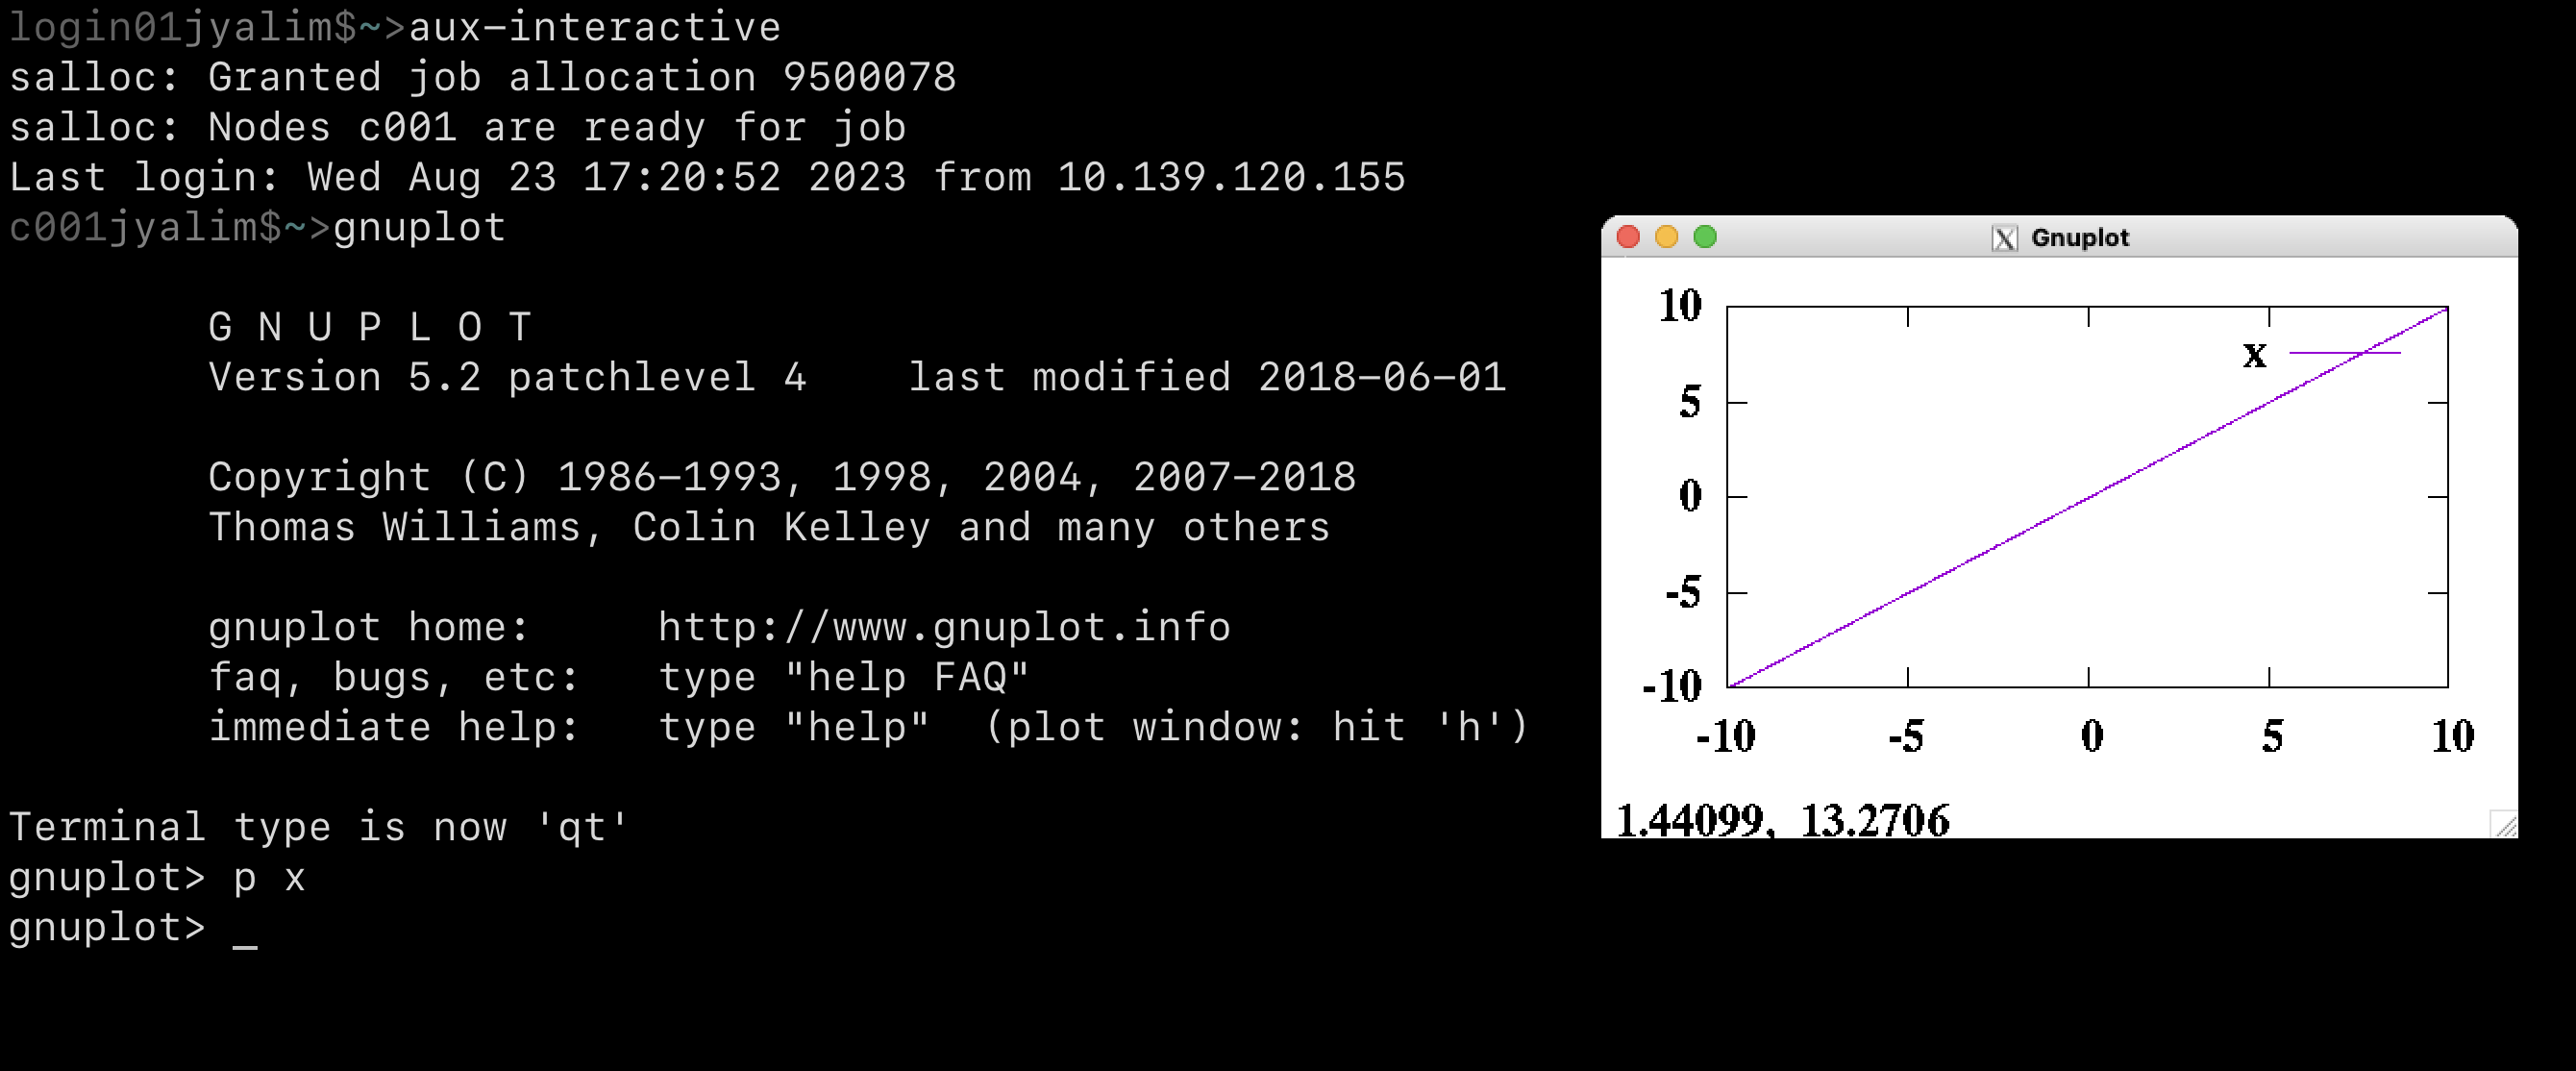 login01jyalim$~>aux-interactive
salloc: Granted job allocation 9500078
salloc: Nodes c001 are ready for job
Last login: Wed Aug 23 17:20:52 2023 from 10.139.120.155
c001jyalim$~>gnuplot
G N U P L O T
Version 5.2 patchlevel 4    last modified 2018-06-01
Copyright (C) 1986-1993, 1998, 2004, 2007-2018
Thomas Williams, Colin Kelley and many others
gnuplot home:     http://www.gnuplot.info
faq, bugs, etc:   type "help FAQ"
immediate help:   type "help"  (plot window: hit 'h')
Terminal type is now 'qt'
gnuplot> p x
gnuplot> _
Gnuplot
10
x
5
0
-5
-10
-10 -5 0 5 10
1.44099, 13.2706